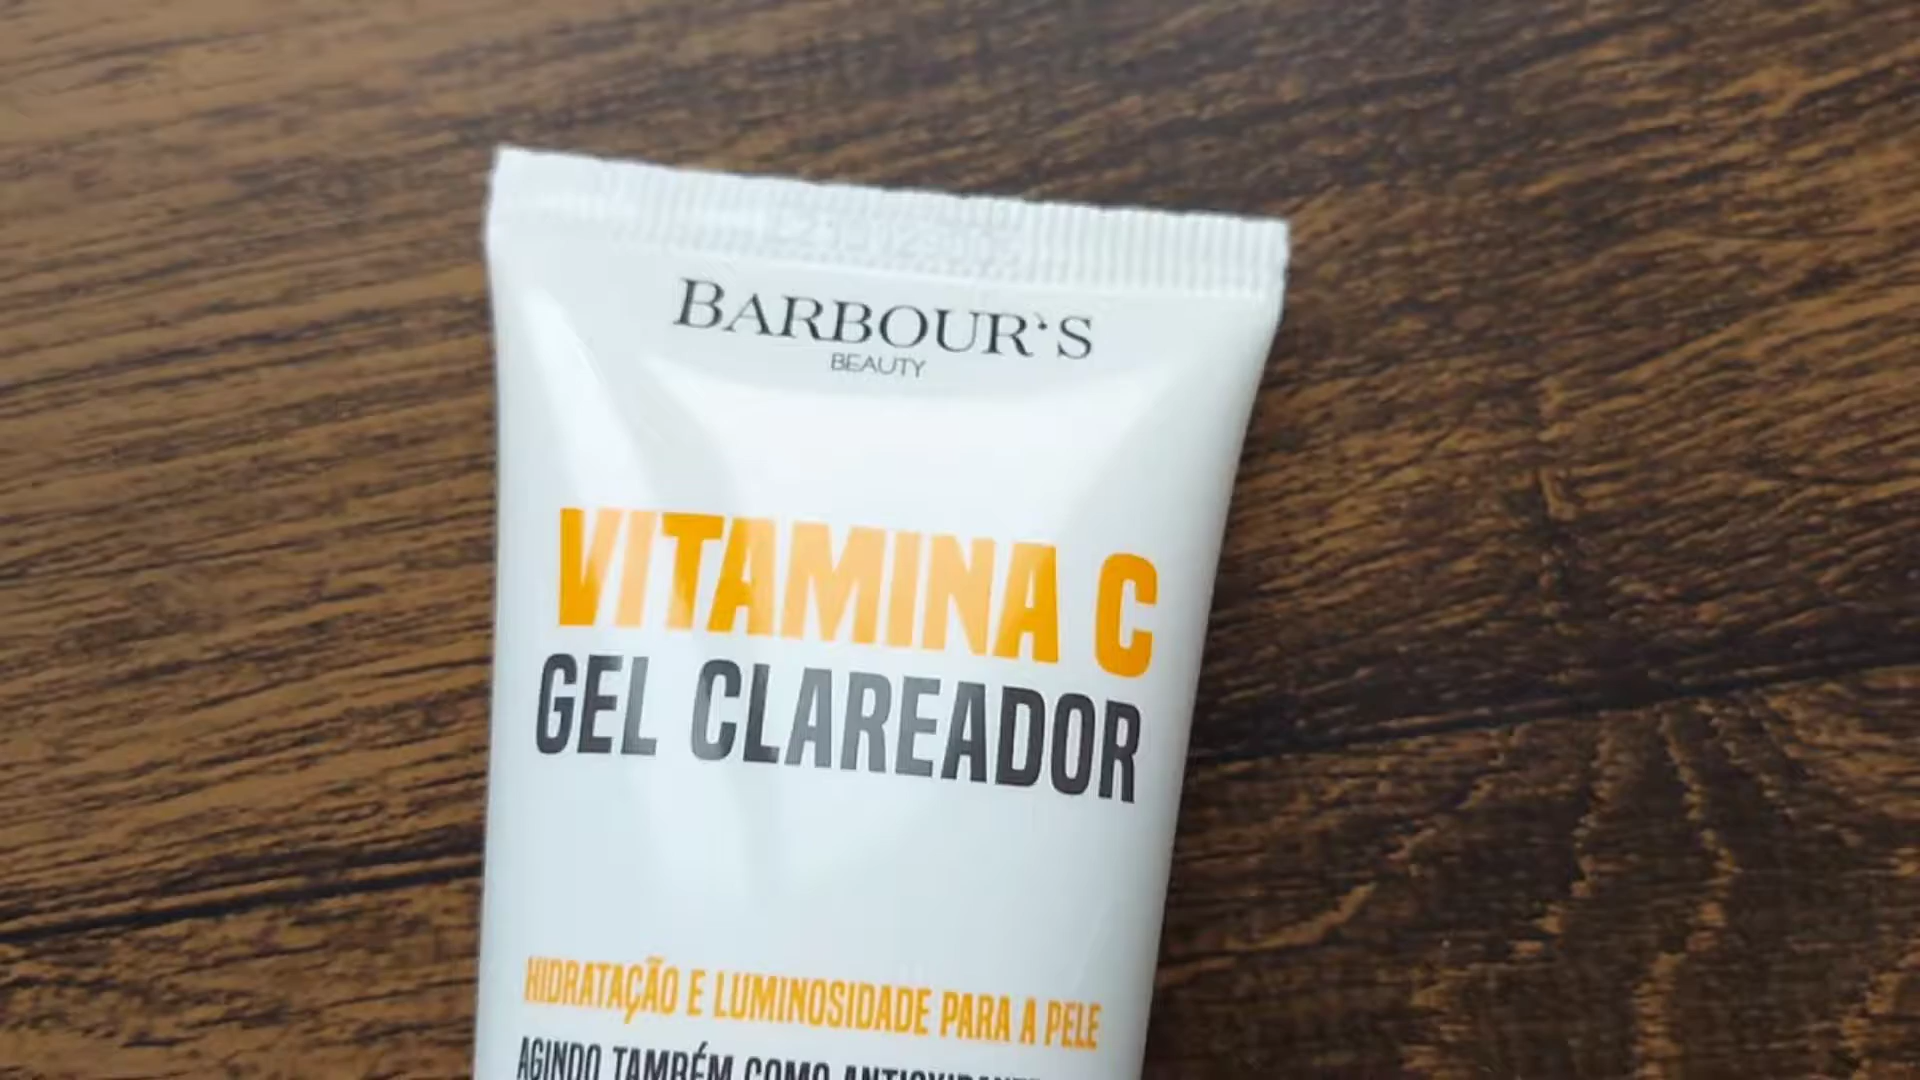 BARBOUR`S
BEAUTY
VITAMINA C
GEL CLAREADOR
HIDRATAÇÃO E LUMINOSIDADE PARA A PELE
AGINDO TAMBÉM COMO